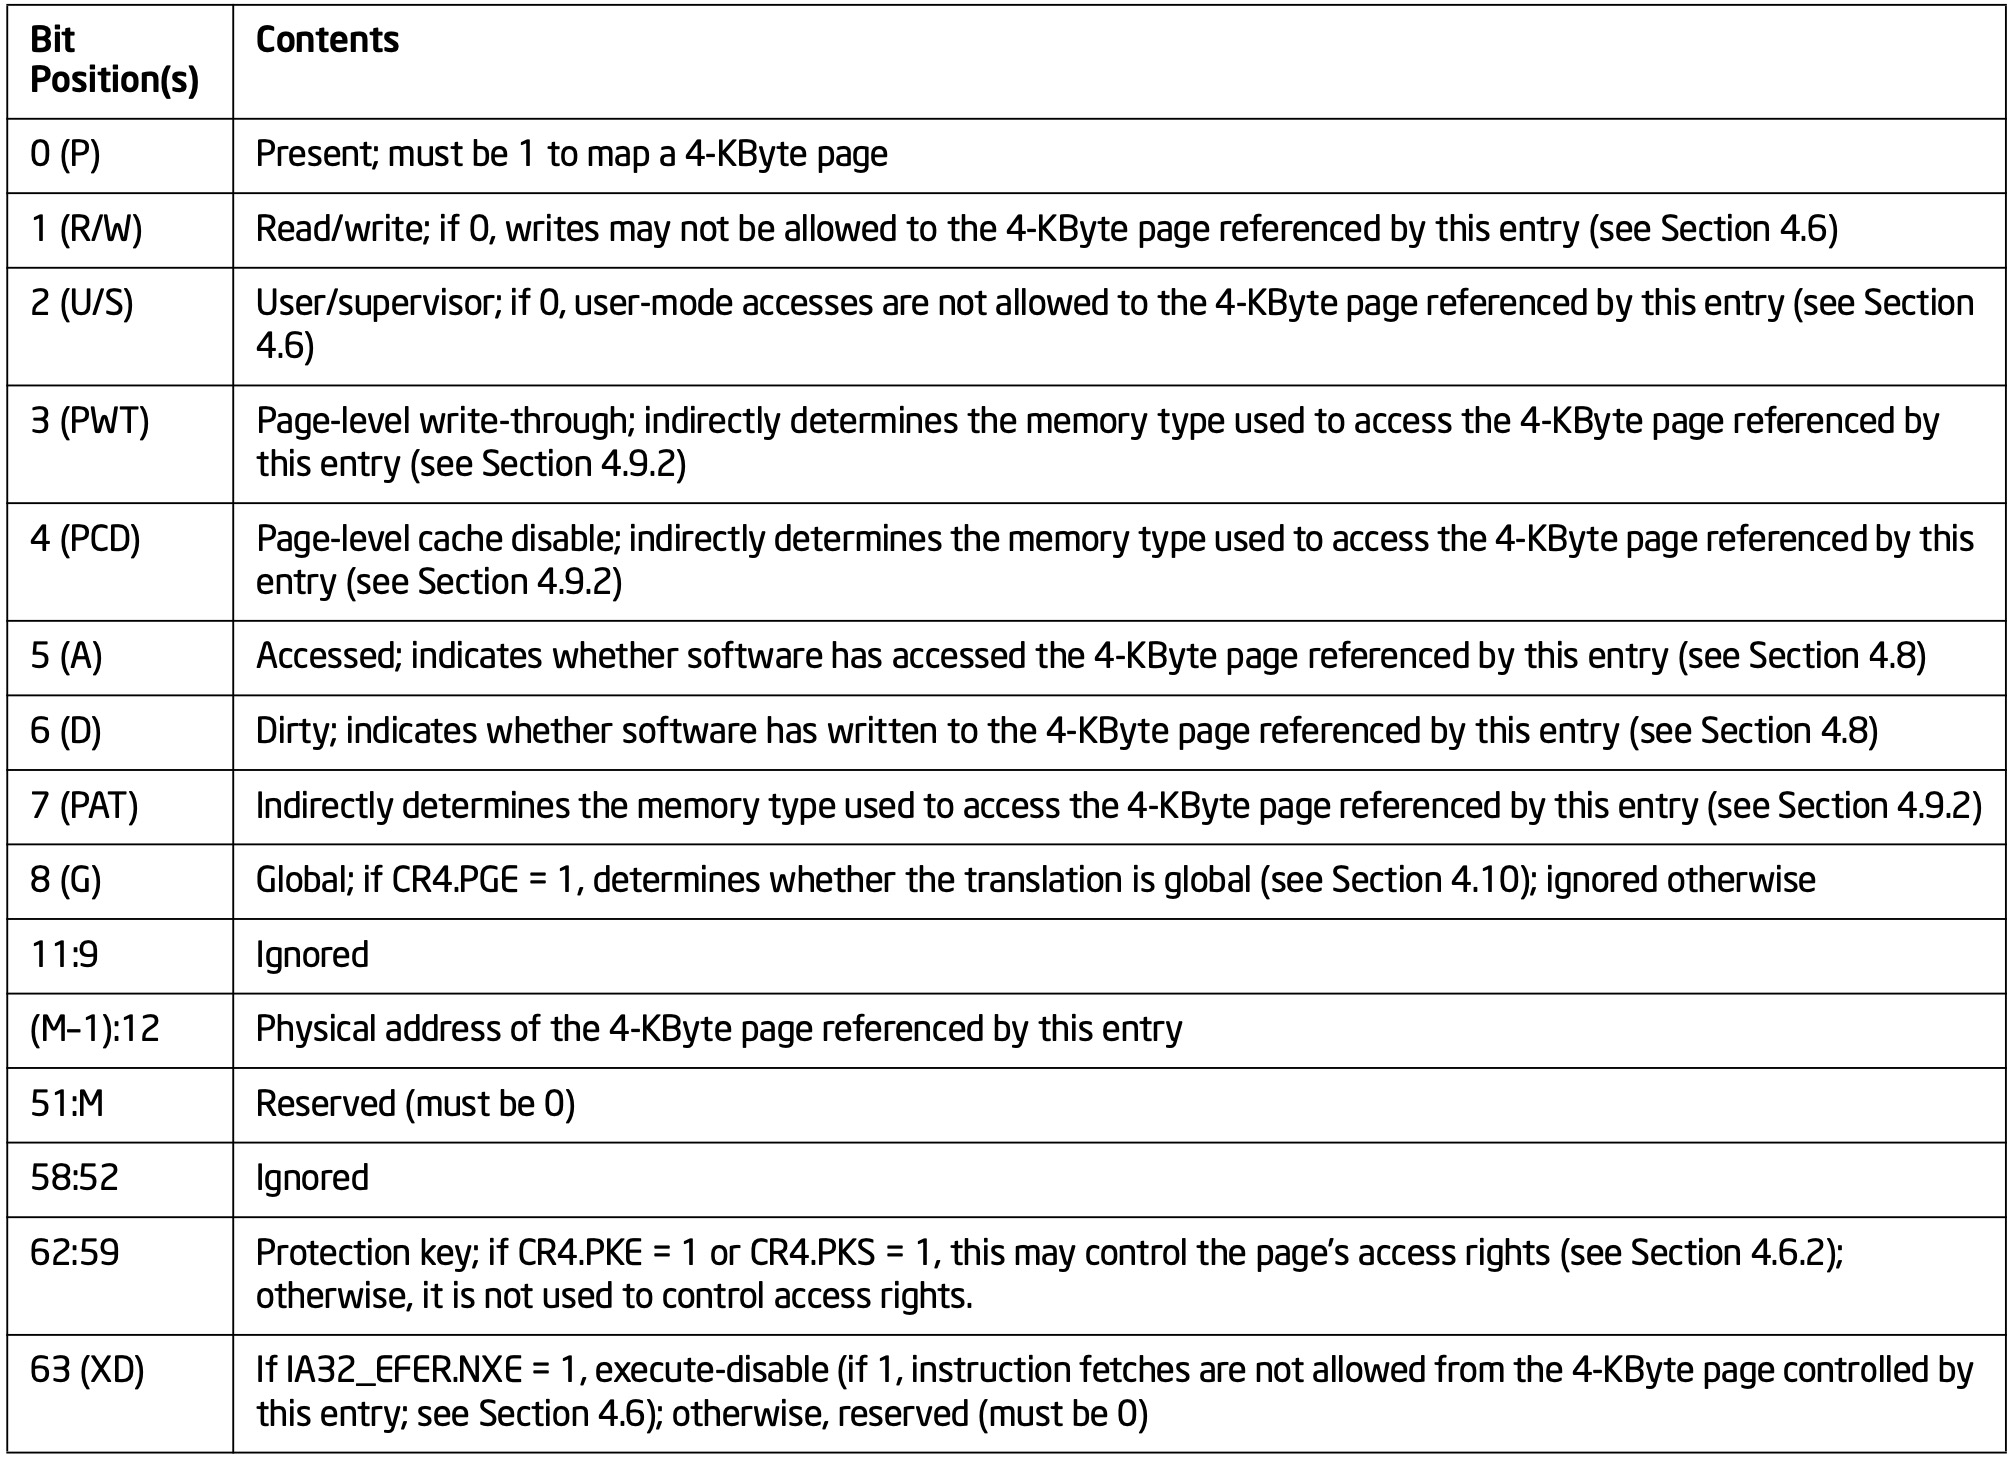 Bit
Position(s)
Contents
0 (P)
Present; must be 1 to map a 4-KByte page
1 (R/W)
Read/write; if 0, writes may not be allowed to the 4-KByte page referenced by this entry (see Section 4.6)
2 (U/S)
User/supervisor; if 0, user-mode accesses are not allowed to the 4-KByte page referenced by this entry (see Section
4.6)
3 (PWT)
Page-level write-through; indirectly determines the memory type used to access the 4-KByte page referenced by
this entry (see Section 4.9.2)
4 (PCD)
Page-level cache disable; indirectly determines the memory type used to access the 4-KByte page referenced by this
entry (see Section 4.9.2)
5 (A)
Accessed; indicates whether software has accessed the 4-KByte page referenced by this entry (see Section 4.8)
6 (D)
Dirty; indicates whether software has written to the 4-KByte page referenced by this entry (see Section 4.8)
7 (PAT)
Indirectly determines the memory type used to access the 4-KByte page referenced by this entry (see Section 4.9.2)
8 (G)
Global; if CR4.PGE = 1, determines whether the translation is global (see Section 4.10); ignored otherwise
11:9
Ignored
(M–1):12
Physical address of the 4-KByte page referenced by this entry
51:M
Reserved (must be 0)
58:52
Ignored
62:59
Protection key; if CR4.PKE = 1 or CR4.PKS = 1, this may control the page’s access rights (see Section 4.6.2);
otherwise, it is not used to control access rights.
63 (XD)
If IA32_EFER.NXE = 1, execute-disable (if 1, instruction fetches are not allowed from the 4-KByte page controlled by
this entry; see Section 4.6); otherwise, reserved (must be 0)